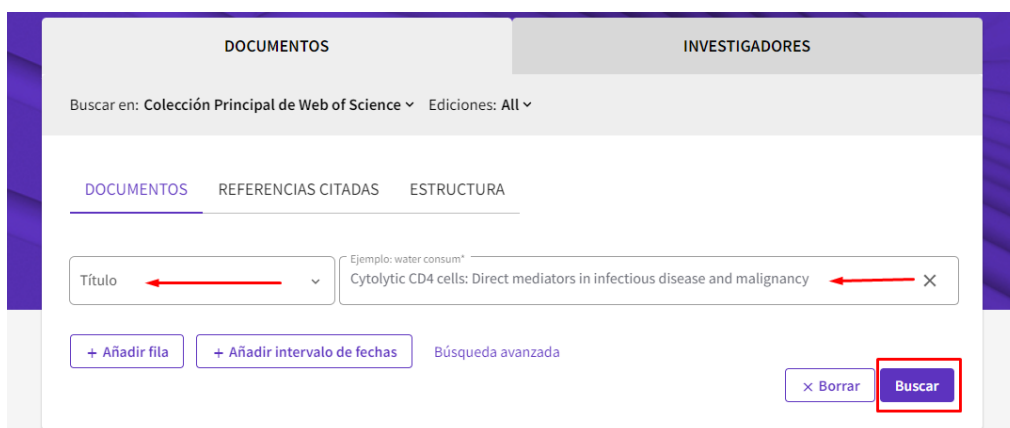 DOCUMENTOS INVESTIGADORES
Buscar en: Colección Principal de Web of Science Ediciones: All
DOCUMENTOS REFERENCIAS CITADAS ESTRUCTURA
Ejemplo: water consum*
Título Cytolytic CD4 cells: Direct mediators in infectious disease and malignancy
+ Añadir fila + Añadir intervalo de fechas Búsqueda avanzada
× Borrar Buscar